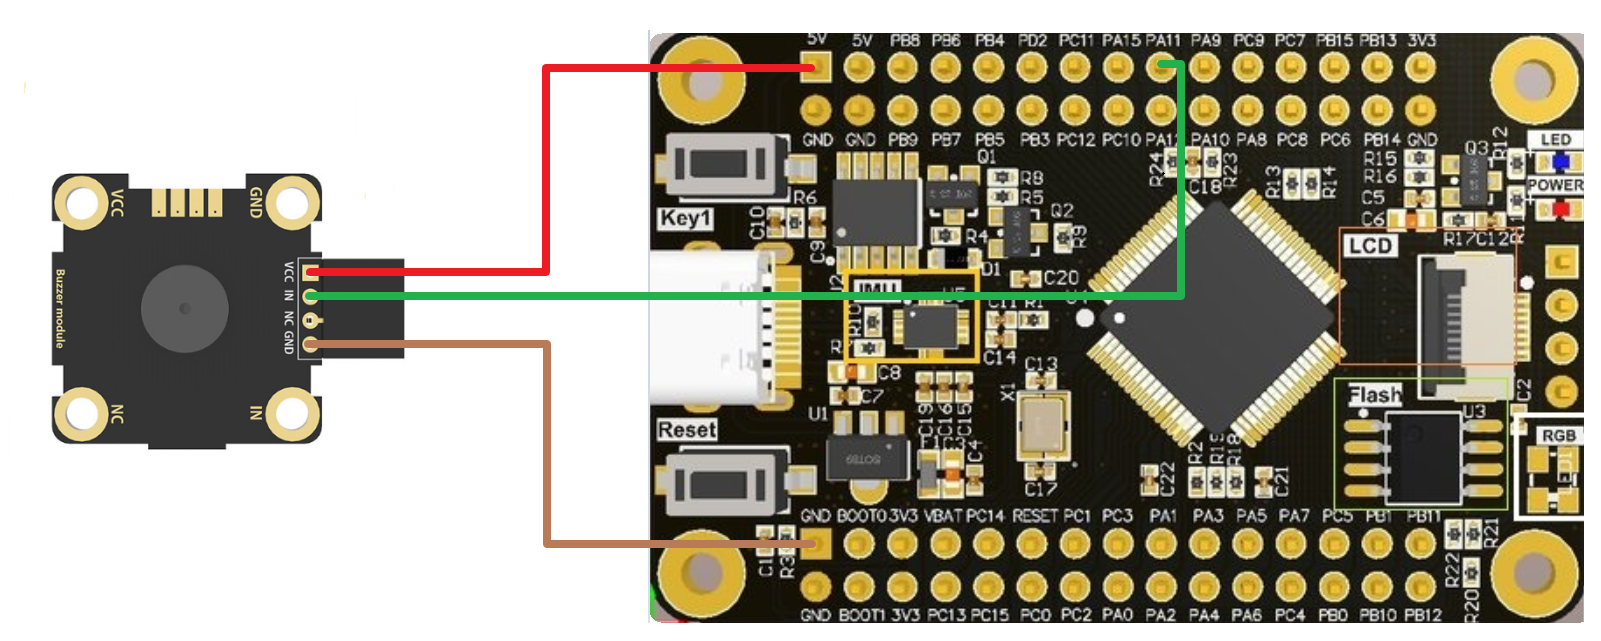 5V 5V PB8 PB6 PB4 PD2 PC11 PA15 PA11 PA9 PC9 PC7 PB15 PB13 3V3
GND GND PB9 PB7 PB5 PB3 PC12 PC10 PA12 PA10 PA8 PC8 PC6 PB14 GND
VCC
GND
Buzzer module
VCC
IN
NC
GND
NC
IN
Key1
C10
R6
C9
Q1
R8
R5
Q2
R9
R4
D1
C20
R24
C18
R23
R13
R14
R15
R16
C5
C6
Q3
R12
R17
C12
LED
POWER
LCD
IMU
C11
R1
C14
C13
X1
C17
C8
C7
U1
C19
C16
C15
C4
SOT89
Reset
Flash
U3
C2
RGB
R2
R18
C22
C21
GND BOOT0 3V3 VBAT PC14 RESET PC1 PC3 PA1 PA3 PA5 PA7 PC5 PB1 PB11
R3
R21
R22
R20
GND BOOT1 3V3 PC13 PC15 PC0 PC2 PA0 PA2 PA4 PA6 PC4 PB0 PB10 PB12